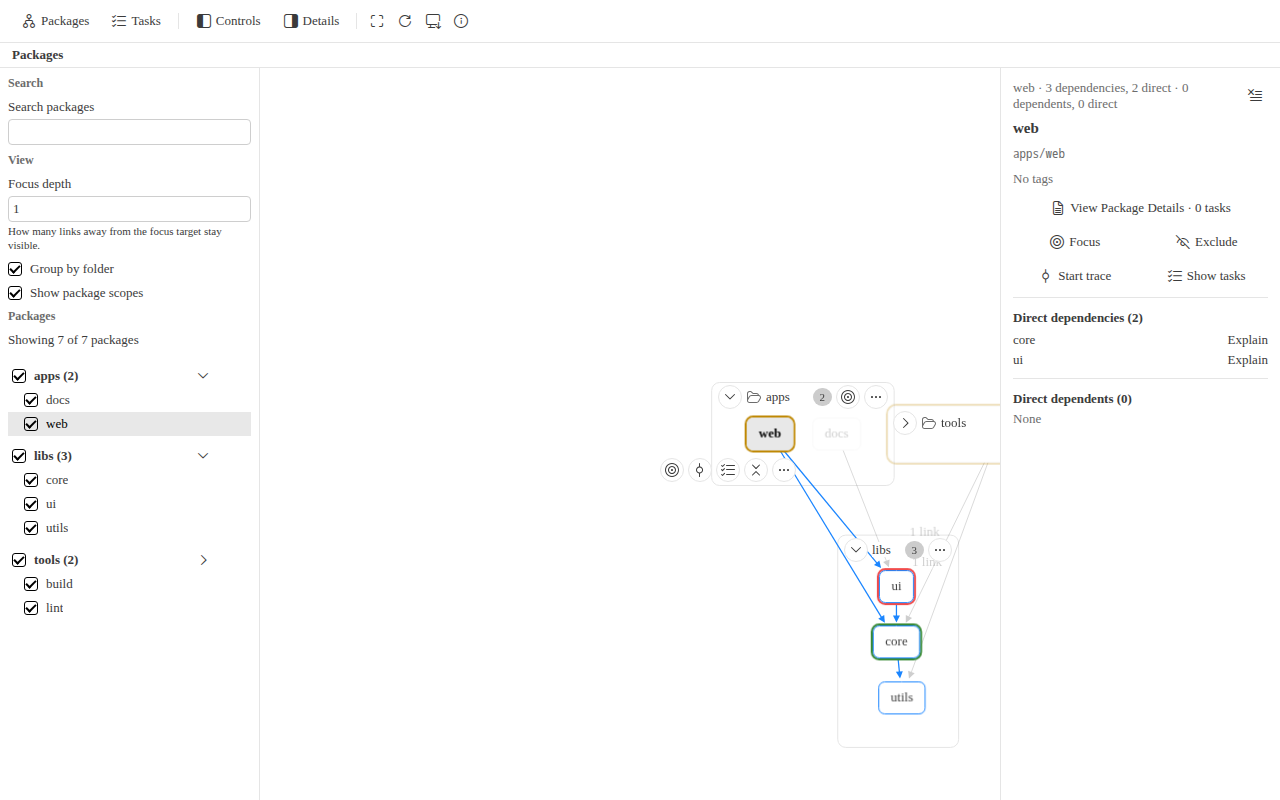 Packages
Tasks
Controls
Details
Packages
Search
Search packages
View
Focus depth
1
How many links away from the focus target stay
visible.
Group by folder
Show package scopes
Packages
Showing 7 of 7 packages
apps (2)
docs
web
libs (3)
core
ui
utils
tools (2)
build
lint
apps
2
web
docs
tools
1 link
libs
3
1 link
ui
core
utils
web · 3 dependencies, 2 direct · 0
dependents, 0 direct
web
apps/web
No tags
View Package Details · 0 tasks
Focus
Exclude
Start trace
Show tasks
Direct dependencies (2)
core
Explain
ui
Explain
Direct dependents (0)
None